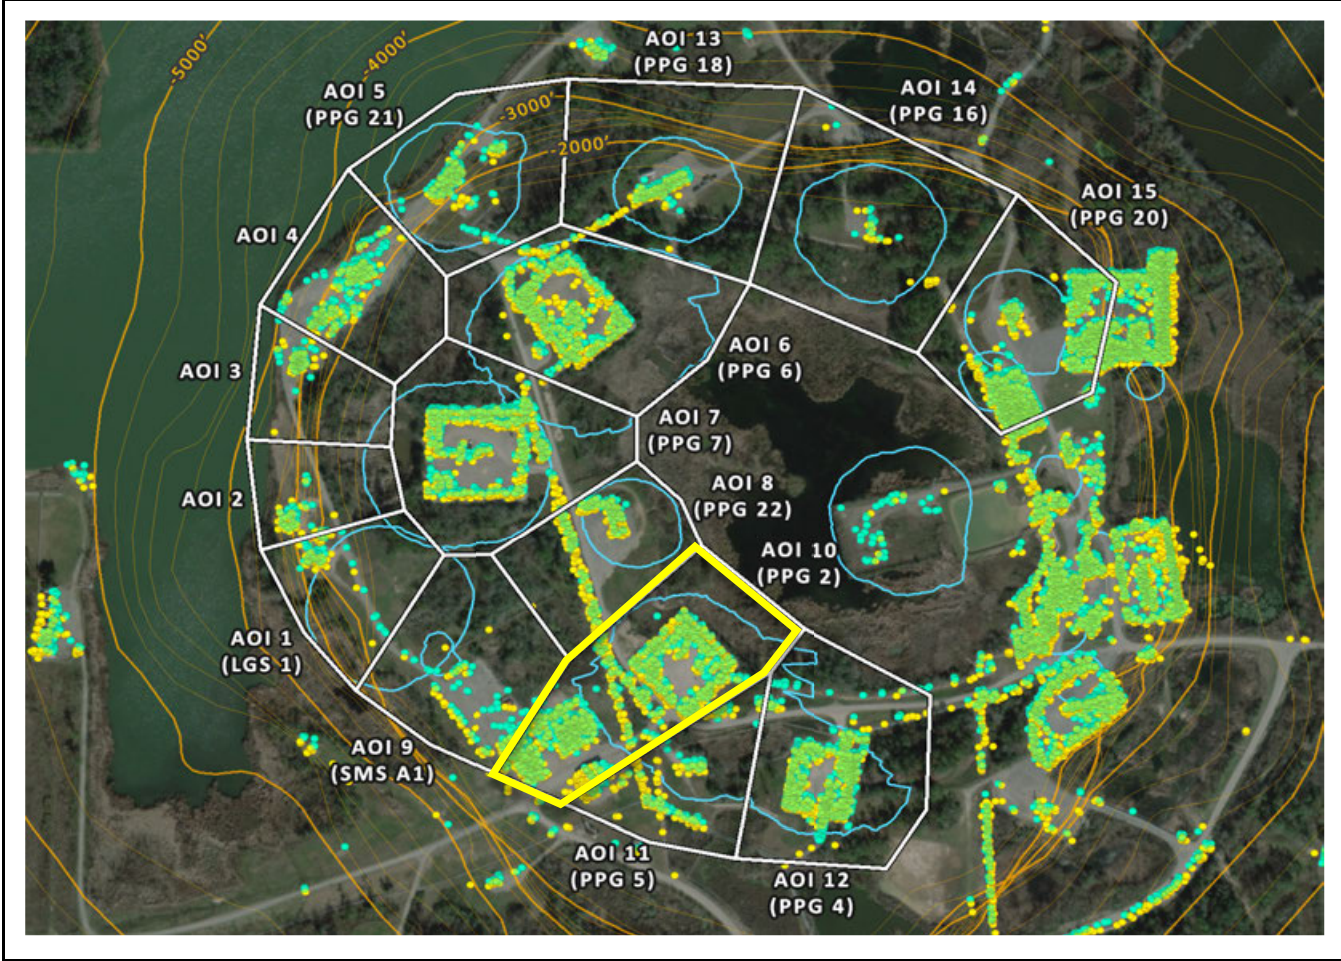 -5000'
-4000'
-3000'
-2000'
AOI 13
(PPG 18)
AOI 5
(PPG 21)
AOI 14
(PPG 16)
AOI 15
(PPG 20)
AOI 4
AOI 3
AOI 6
(PPG 6)
AOI 7
(PPG 7)
AOI 2
AOI 8
(PPG 22)
AOI 10
(PPG 2)
AOI 1
(LGS 1)
AOI 9
(SMS A1)
AOI 11
(PPG 5)
AOI 12
(PPG 4)